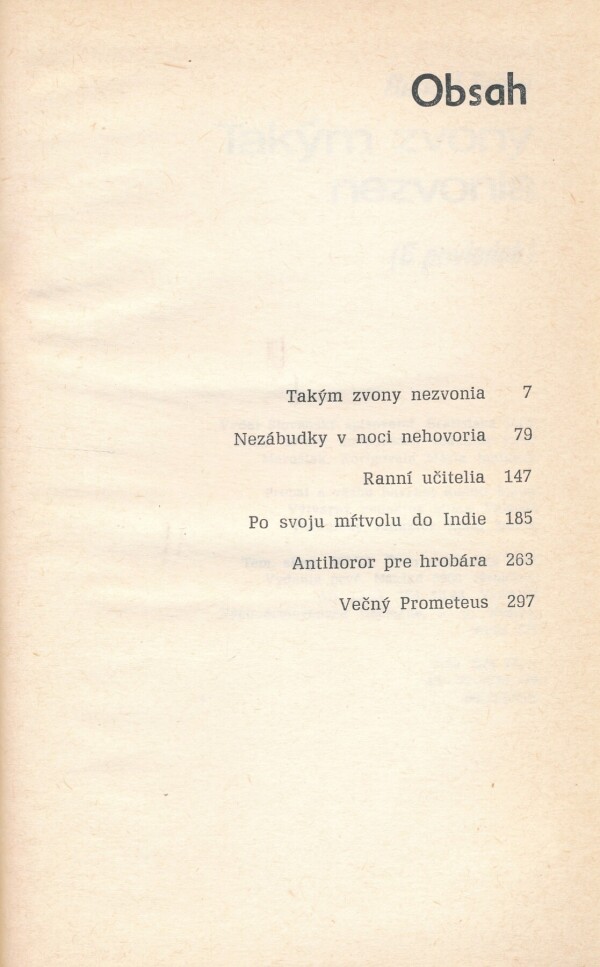 Obsah
Takým zvony nezvonia 7
Nezábudky v noci nehovoria 79
Ranní učitelia 147
Po svoju mŕtvolu do Indie 185
Antihoror pre hrobára 263
Večný Prometeus 297